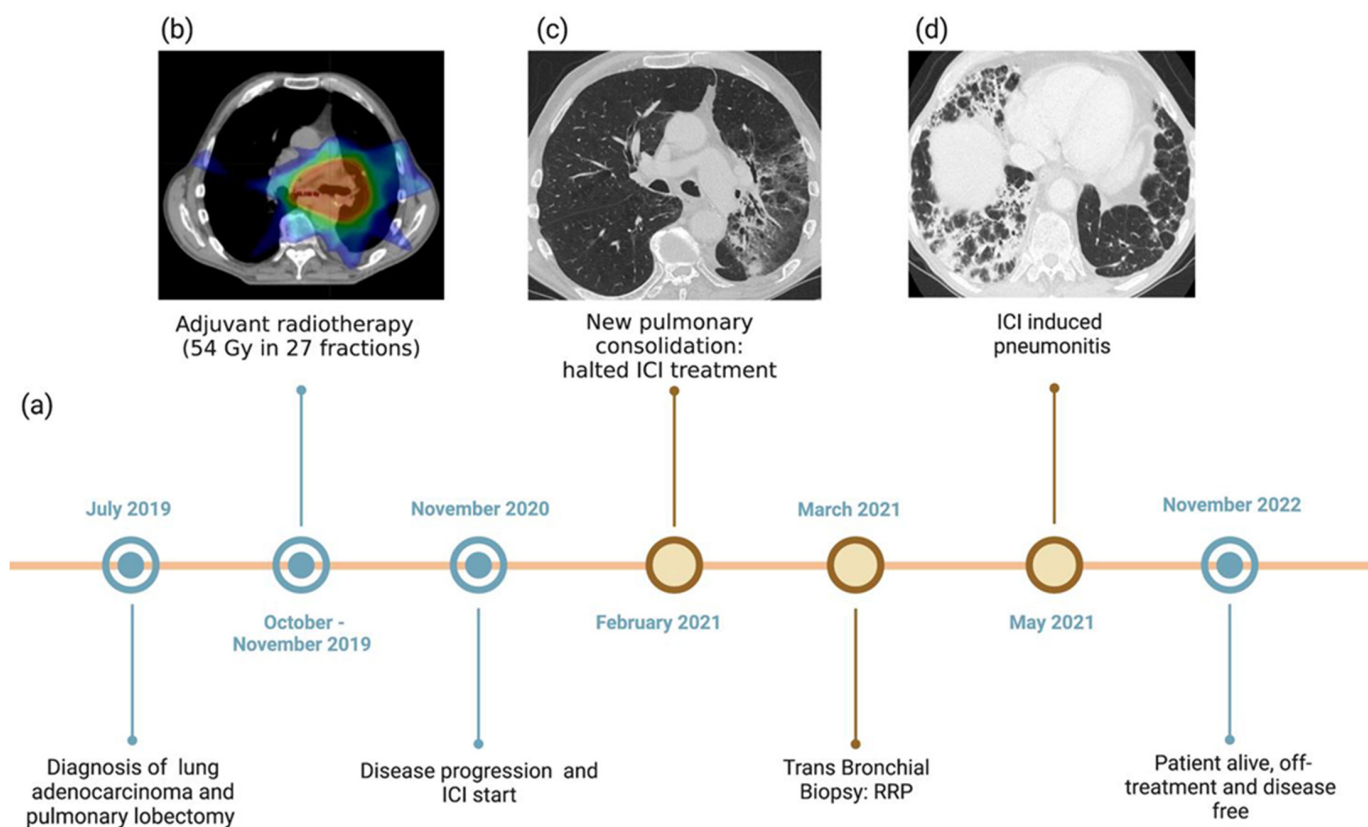 (b)
(c)
(d)
Adjuvant radiotherapy
(54 Gy in 27 fractions)
New pulmonary
consolidation:
halted ICI treatment
ICI induced
pneumonitis
(a)
July 2019
November 2020
March 2021
November 2022
October -
November 2019
February 2021
May 2021
Diagnosis of lung
adenocarcinoma and
pulmonary lobectomy
Disease progression and
ICI start
Trans Bronchial
Biopsy: RRP
Patient alive, off-
treatment and disease
free